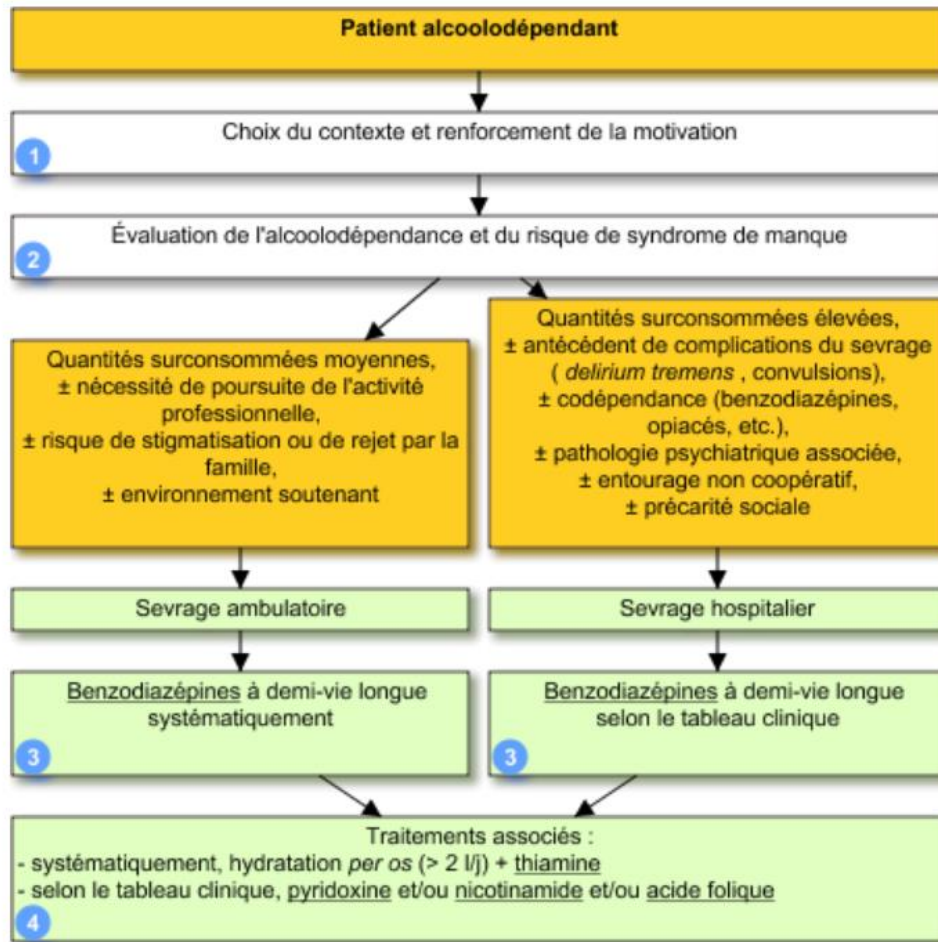 Patient alcoolodépendant
Choix du contexte et renforcement de la motivation
1
Évaluation de l'alcoolodépendance et du risque de syndrome de manque
2
Quantités surconsommées moyennes,
± nécessité de poursuite de l'activité
professionnelle,
± risque de stigmatisation ou de rejet par la
famille,
± environnement soutenant
Quantités surconsommées élevées,
± antécédent de complications du sevrage
( delirium tremens , convulsions),
± codépendance (benzodiazépines,
opiacés, etc.),
± pathologie psychiatrique associée,
± entourage non coopératif,
± précarité sociale
Sevrage ambulatoire
Sevrage hospitalier
Benzodiazépines à demi-vie longue
systématiquement
3
Benzodiazépines à demi-vie longue
selon le tableau clinique
3
Traitements associés :
- systématiquement, hydratation per os (> 2 l/j) + thiamine
- selon le tableau clinique, pyridoxine et/ou nicotinamide et/ou acide folique
4